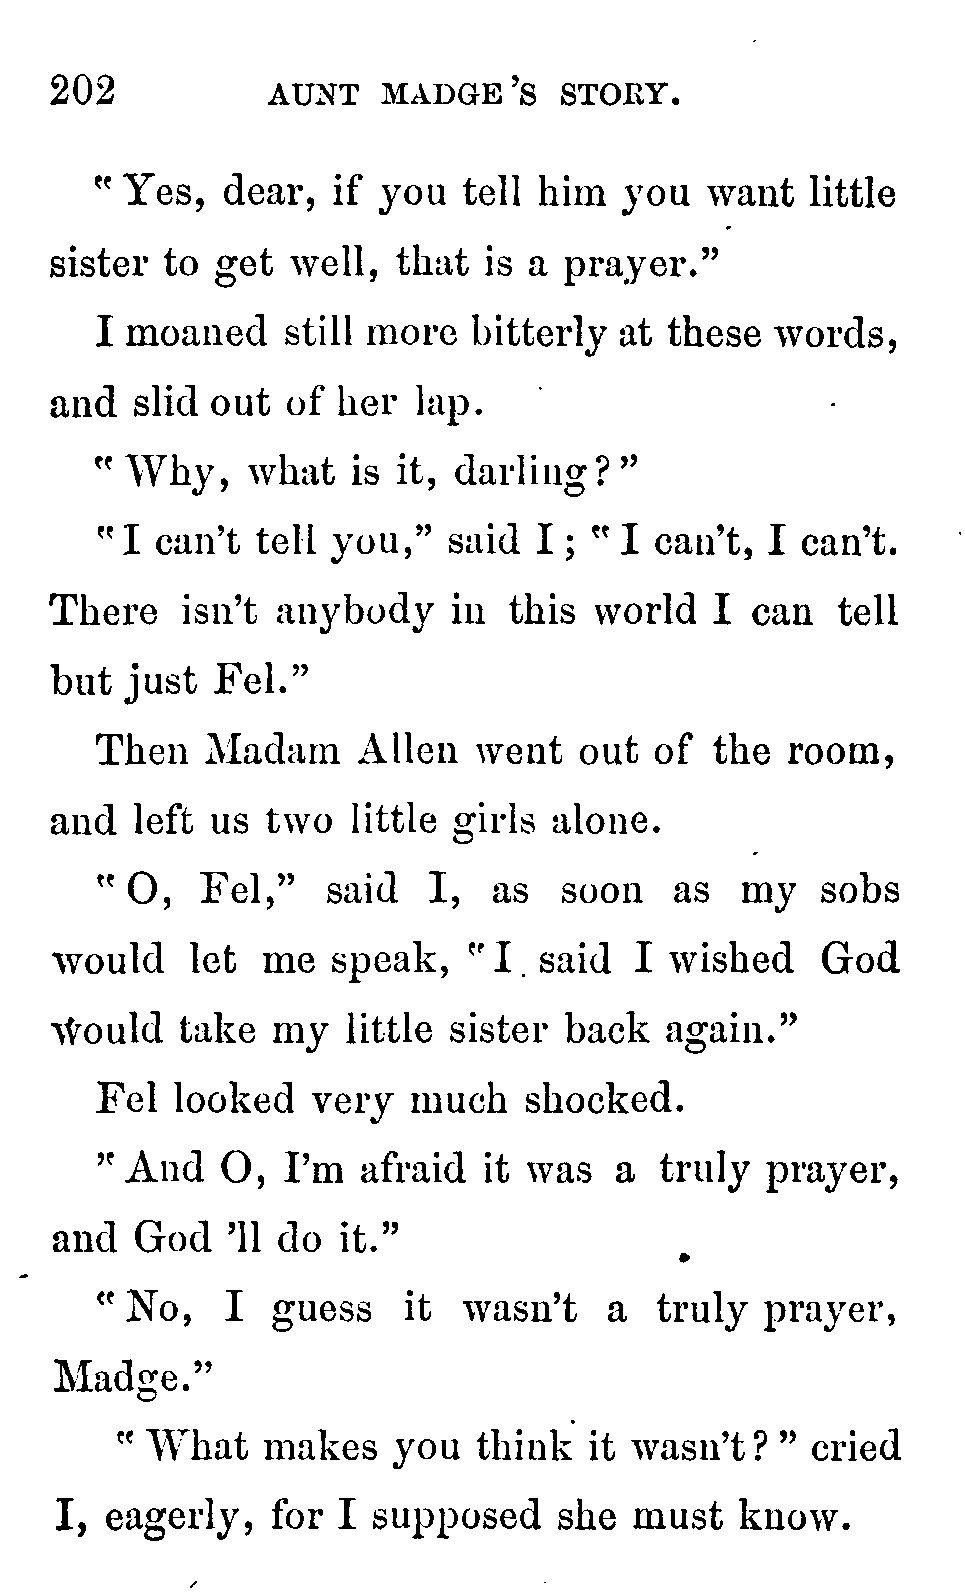 202 AUNT MADGE'S STORY.
"Yes, dear, if you tell him you want little
sister to get well, that is a prayer."
I moaned still more bitterly at these words,
and slid out of her lap.
"Why, what is it, darling?"
"I can't tell you," said I; "I can't, I can't.
There isn't anybody in this world I can tell
but just Fel."
Then Madam Allen went out of the room,
and left us two little girls alone.
"O, Fel," said I, as soon as my sobs
would let me speak, "I said I wished God
would take my little sister back again."
Fel looked very much shocked.
"And O, I'm afraid it was a truly prayer,
and God 'll do it."
"No, I guess it wasn't a truly prayer,
Madge."
"What makes you think it wasn't?" cried
I, eagerly, for I supposed she must know.